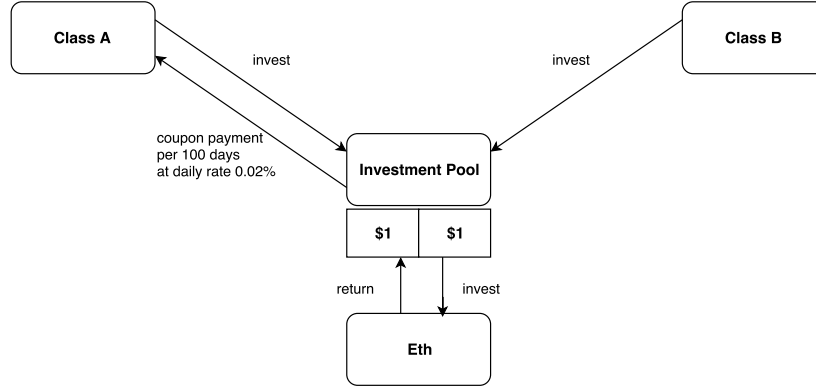 Class A
Class B
invest
invest
coupon payment
per 100 days
at daily rate 0.02%
Investment Pool
$1
$1
return
invest
Eth